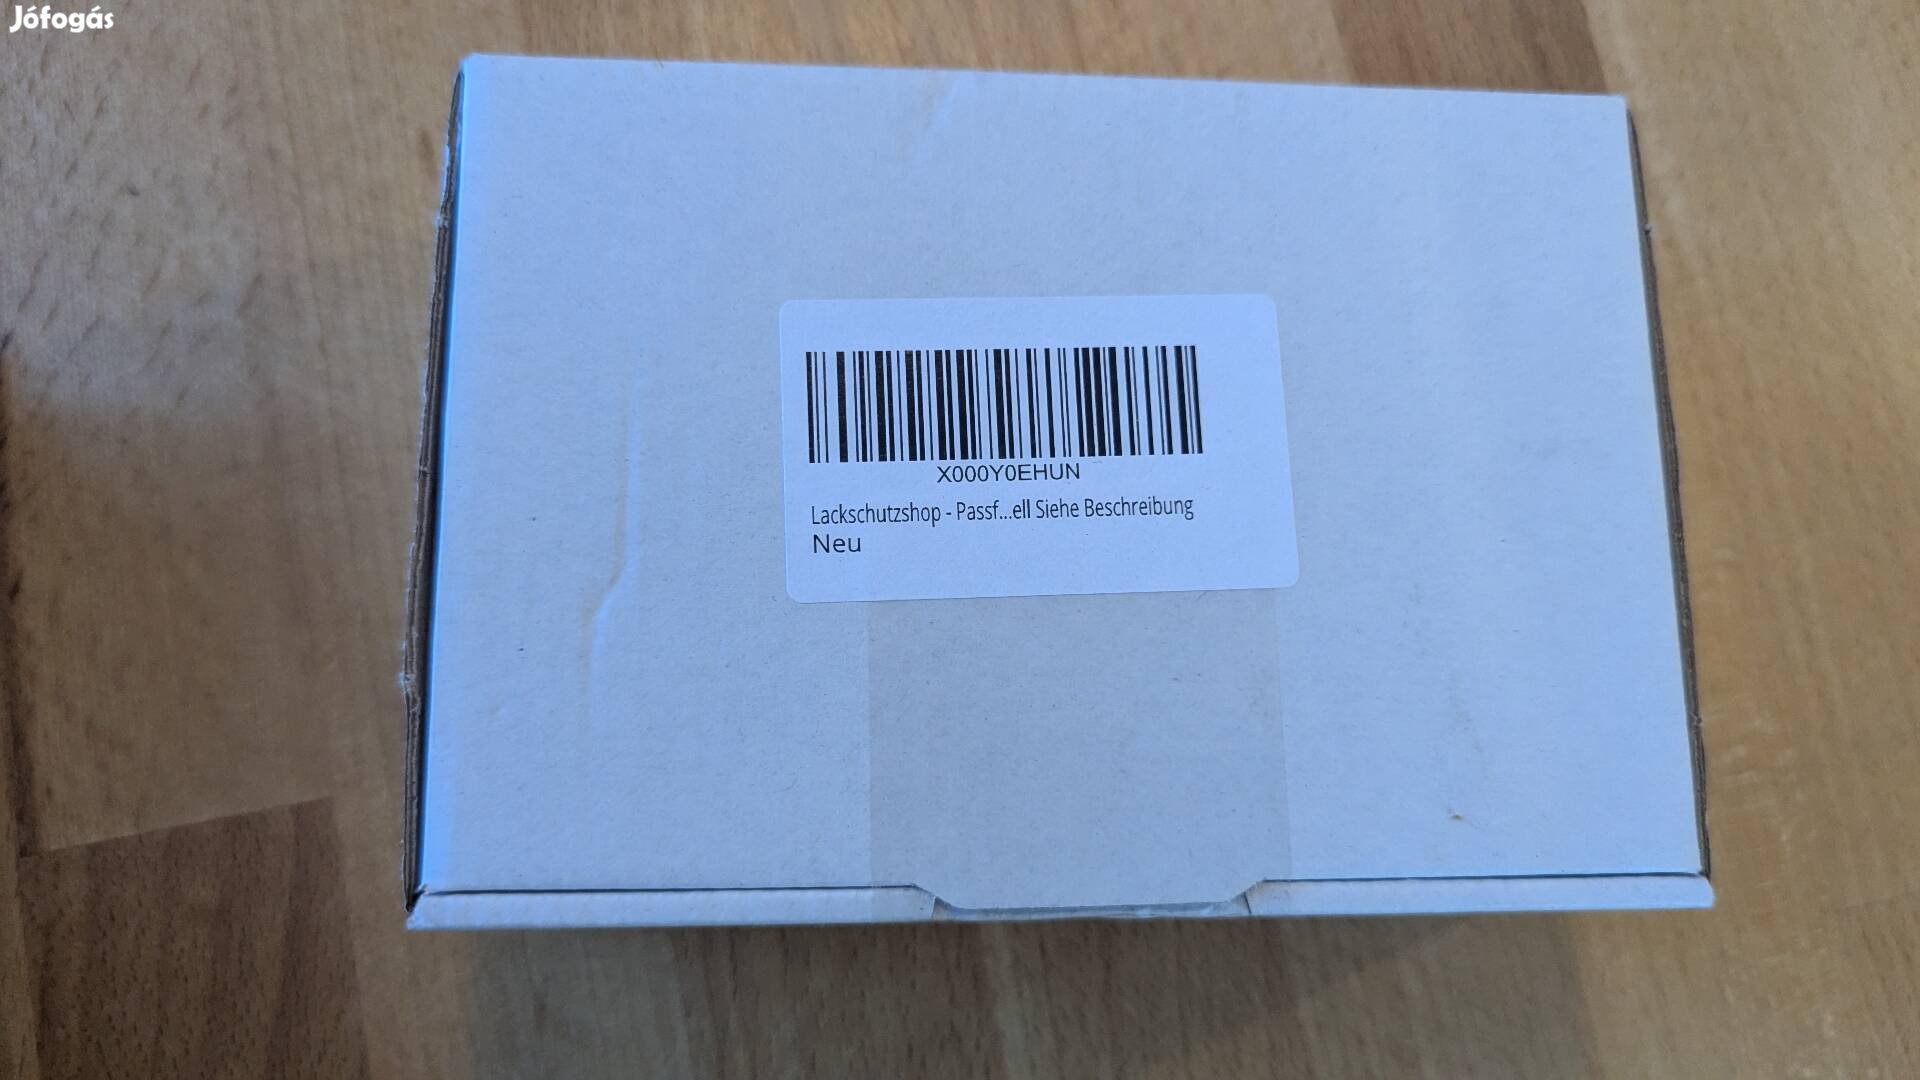 Jófogás
X000Y0EHUN
Lackschutzshop - Passf...ell Siehe Beschreibung
Neu